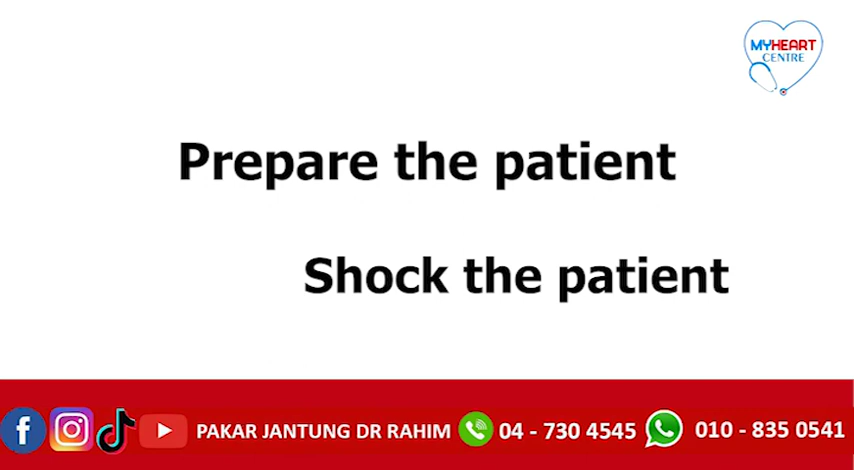 MYHEART
CENTRE
Prepare the patient
Shock the patient
PAKAR JANTUNG DR RAHIM 04 - 730 4545 010 - 835 0541